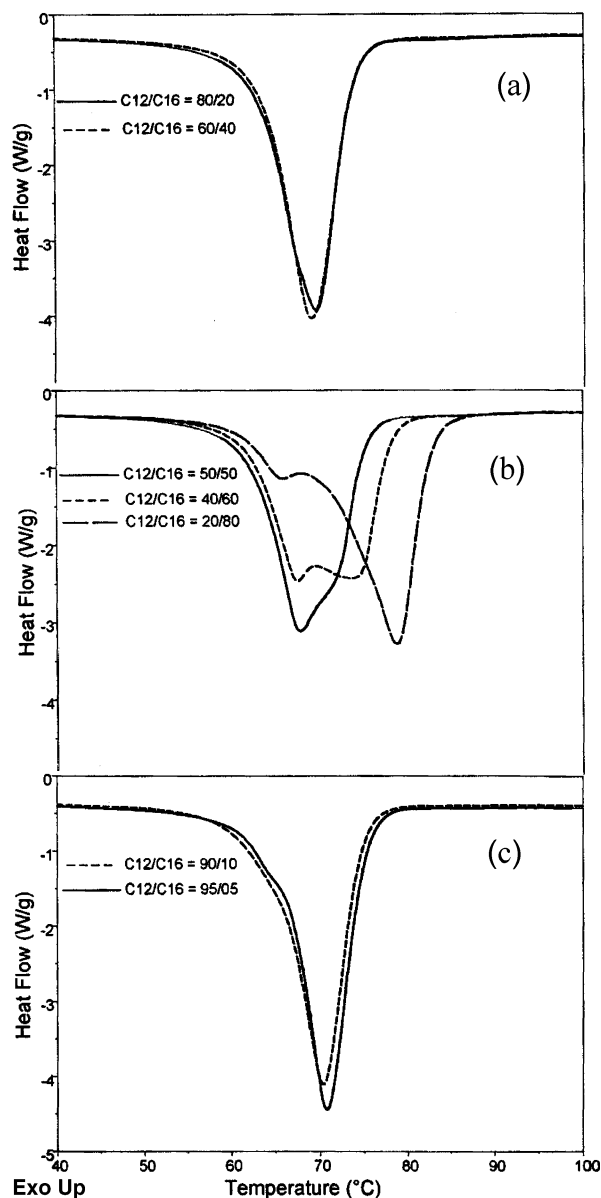 0
-1
-2
-3
-4
Heat Flow (W/g)
(a)
C12/C16 = 80/20
C12/C16 = 60/40
0
-1
-2
-3
-4
Heat Flow (W/g)
(b)
C12/C16 = 50/50
C12/C16 = 40/60
C12/C16 = 20/80
0
-1
-2
-3
-4
-5
Heat Flow (W/g)
(c)
C12/C16 = 90/10
C12/C16 = 95/05
40 50 60 70 80 90 100
Exo Up Temperature (°C)